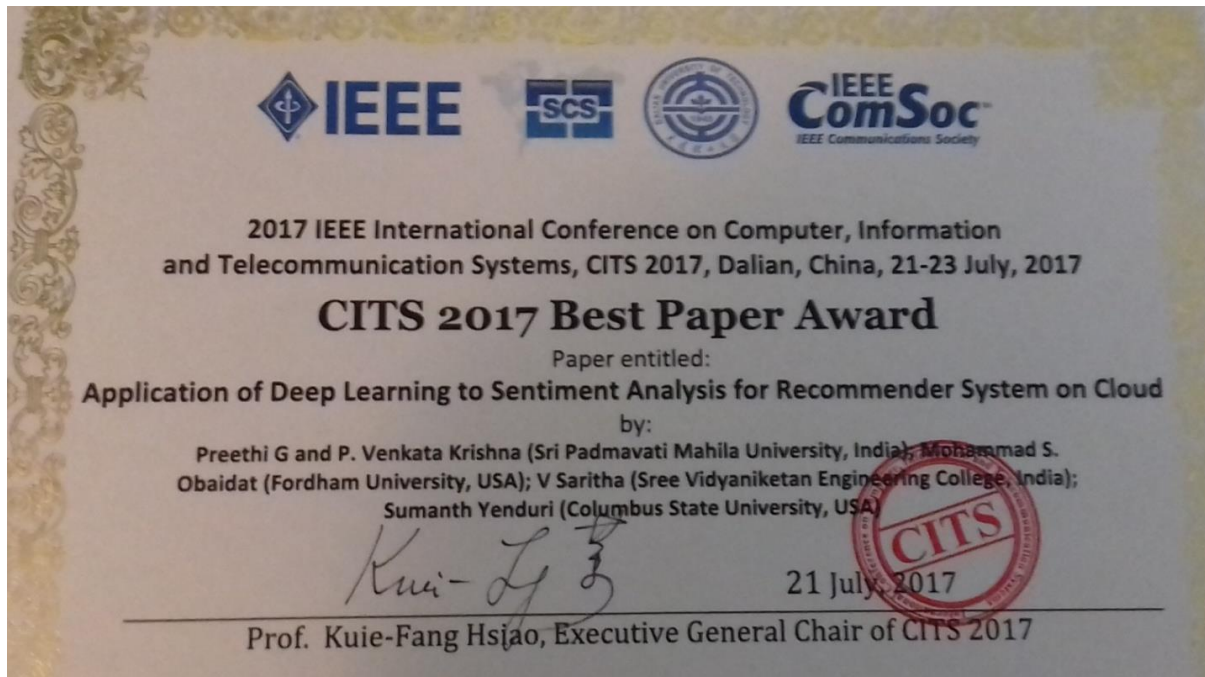 IEEE
SCS
IEEE
ComSoc™
IEEE Communications Society
2017 IEEE International Conference on Computer, Information
and Telecommunication Systems, CITS 2017, Dalian, China, 21-23 July, 2017
CITS 2017 Best Paper Award
Paper entitled:
Application of Deep Learning to Sentiment Analysis for Recommender System on Cloud
by:
Preethi G and P. Venkata Krishna (Sri Padmavati Mahila University, India); Mohammad S.
Obaidat (Fordham University, USA); V Saritha (Sree Vidyaniketan Engineering College, India);
Sumanth Yenduri (Columbus State University, USA)
CITS
21 July, 2017
Prof. Kuie-Fang Hsiao, Executive General Chair of CITS 2017